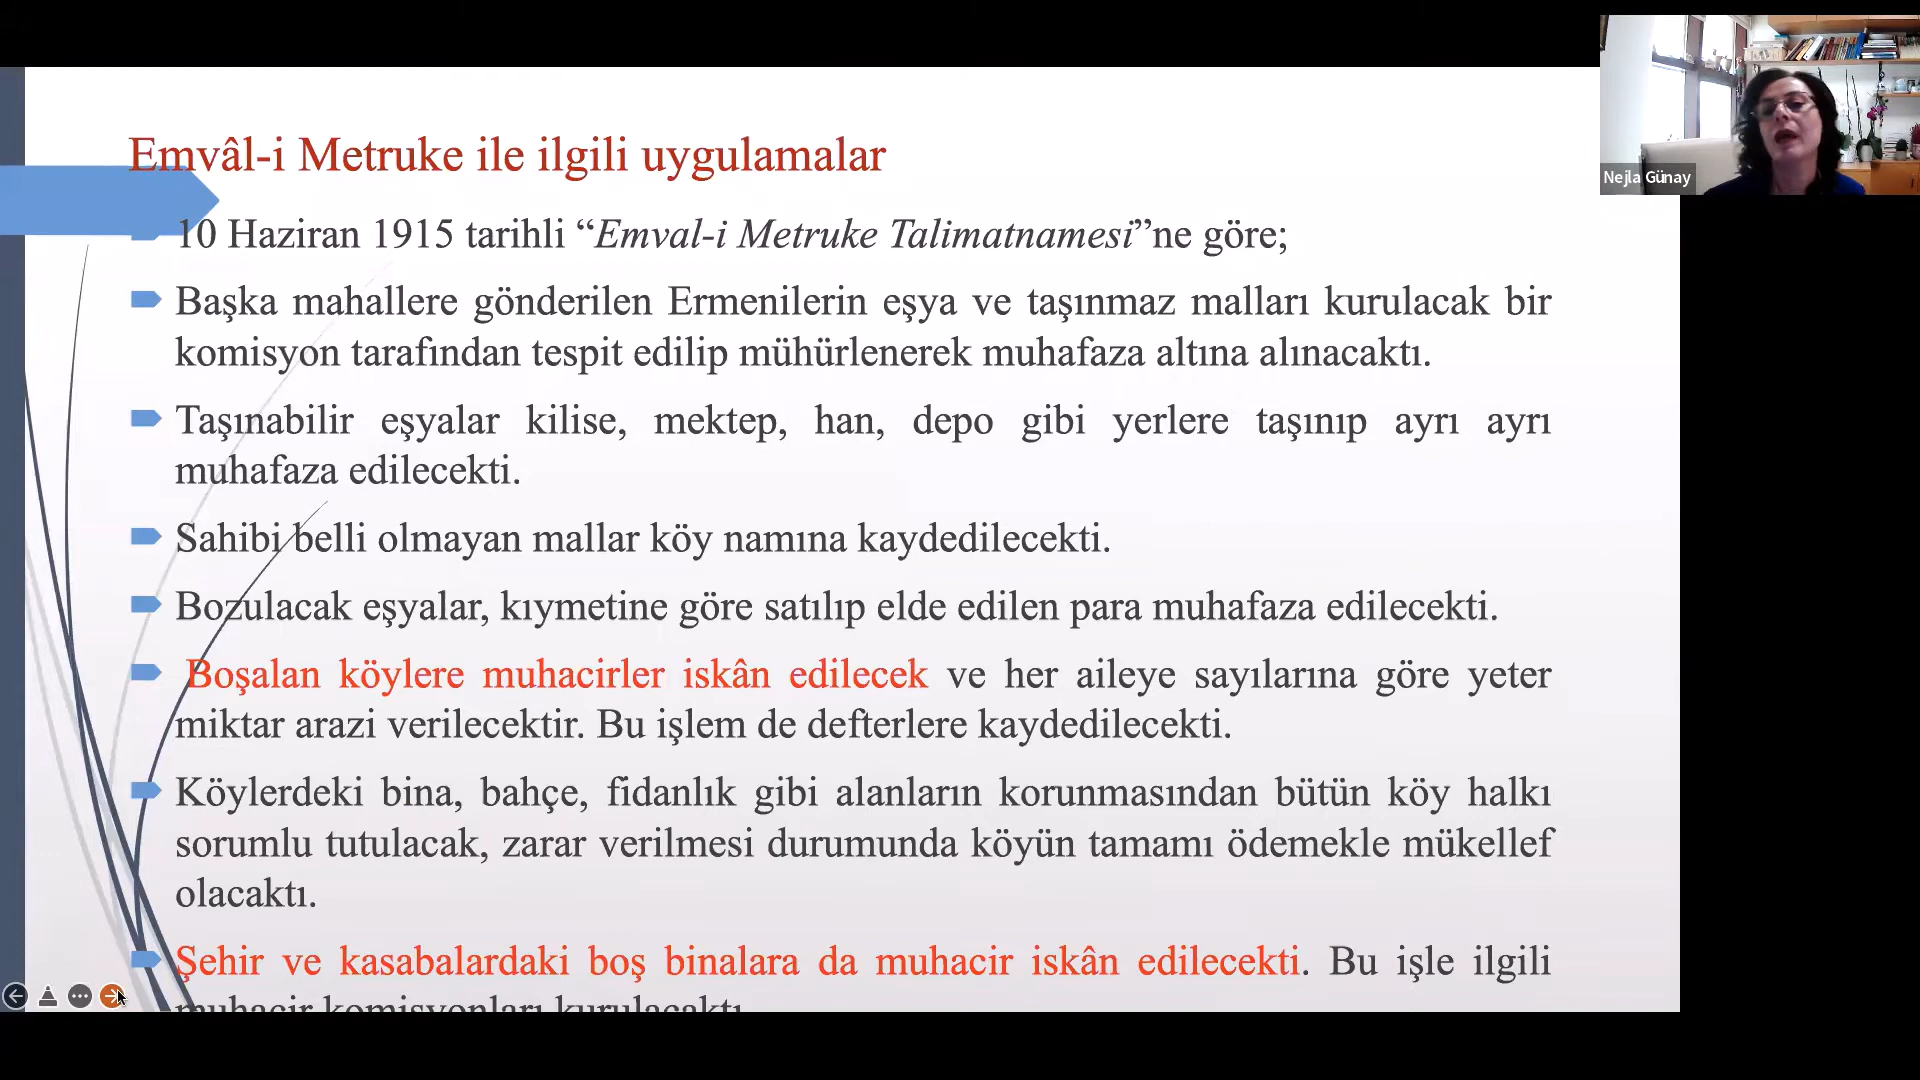 Emvâl-i Metruke ile ilgili uygulamalar
10 Haziran 1915 tarihli “Emval-i Metruke Talimatnamesi”ne göre;
Başka mahallere gönderilen Ermenilerin eşya ve taşınmaz malları kurulacak bir
komisyon tarafından tespit edilip mühürlenerek muhafaza altına alınacaktı.
Taşınabilir eşyalar kilise, mektep, han, depo gibi yerlere taşınıp ayrı ayrı
muhafaza edilecekti.
Sahibi belli olmayan mallar köy namına kaydedilecekti.
Bozulacak eşyalar, kıymetine göre satılıp elde edilen para muhafaza edilecekti.
Boşalan köylere muhacirler iskân edilecek ve her aileye sayılarına göre yeter
miktar arazi verilecektir. Bu işlem de defterlere kaydedilecekti.
Köylerdeki bina, bahçe, fidanlık gibi alanların korunmasından bütün köy halkı
sorumlu tutulacak, zarar verilmesi durumunda köyün tamamı ödemekle mükellef
olacaktı.
Şehir ve kasabalardaki boş binalara da muhacir iskân edilecekti. Bu işle ilgili
muhacir komisyonları kurulacaktı.
Nejla Günay